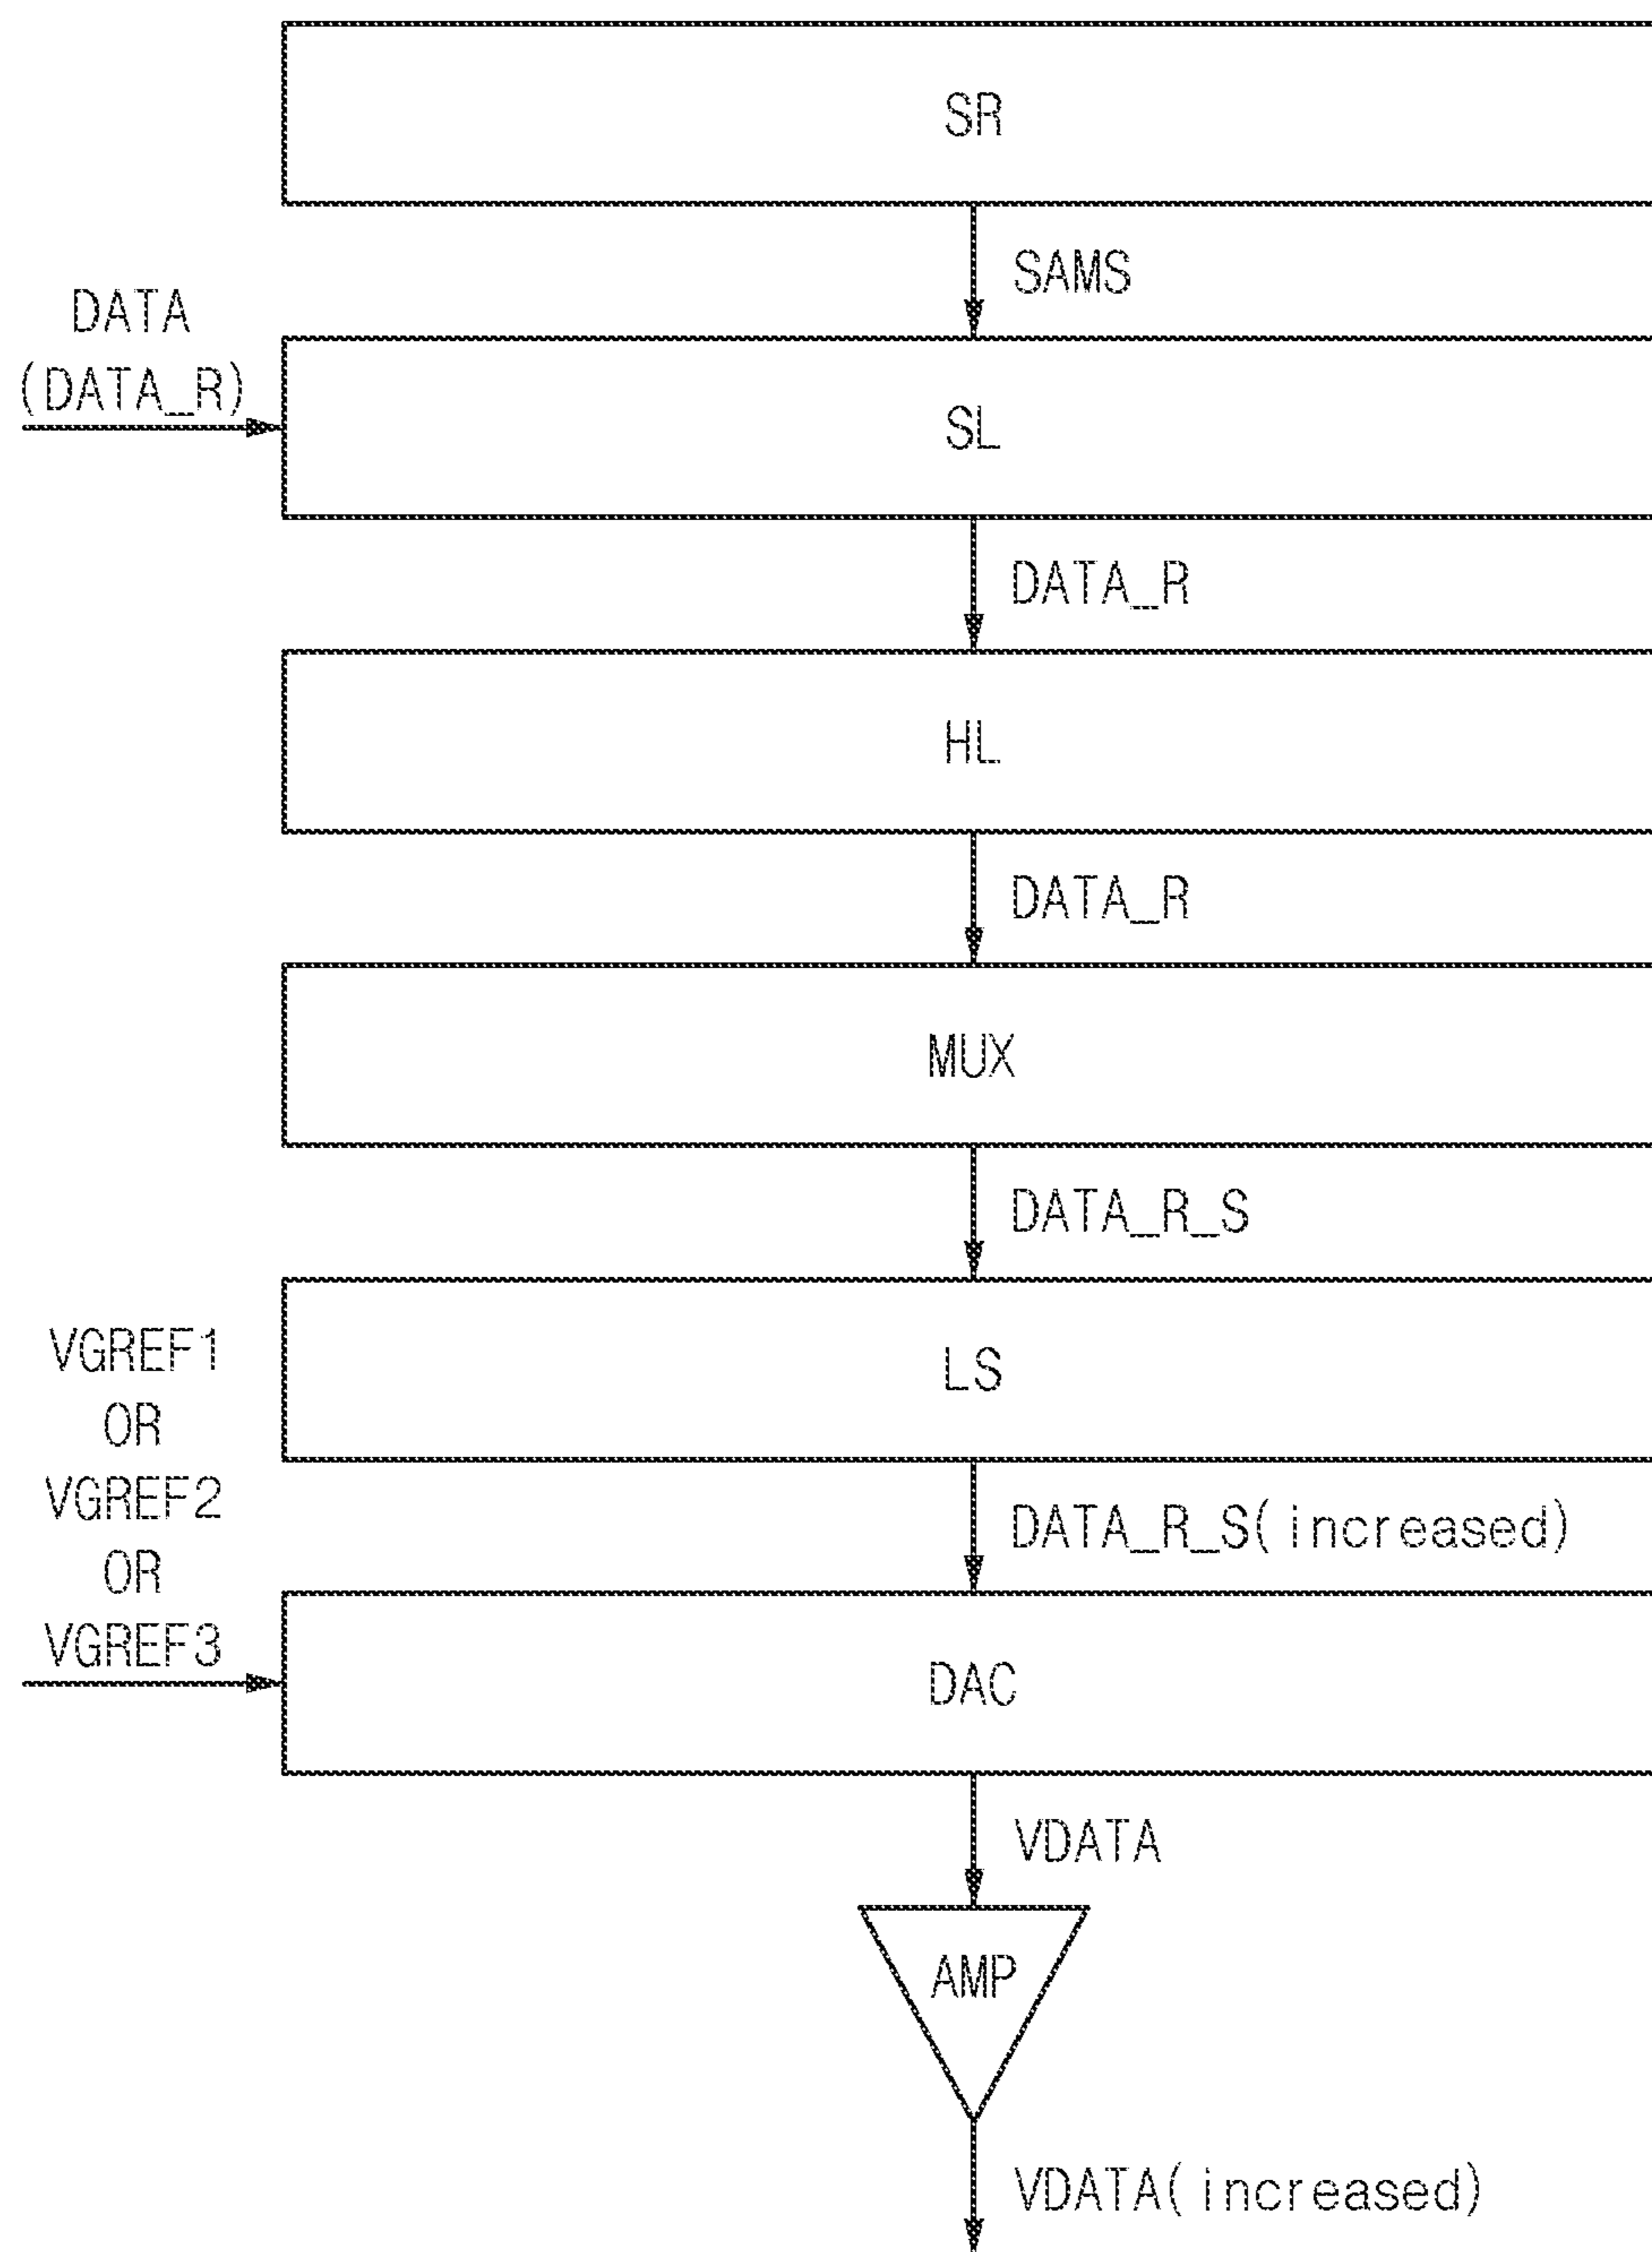 SR
SAMS
DATA
(DATA_R)
SL
DATA_R
HL
DATA_R
MUX
DATA_R_S
LS
VGREF1
OR
VGREF2
OR
VGREF3
DATA_R_S(increased)
DAC
VDATA
AMP
VDATA(increased)